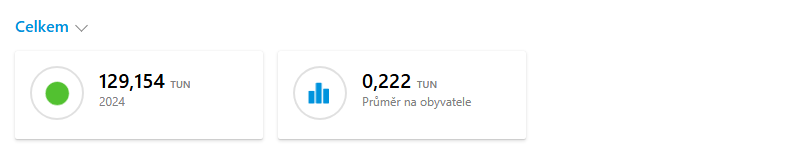 Celkem
129,154 TUN
2024
0,222 TUN
Průměr na obyvatele